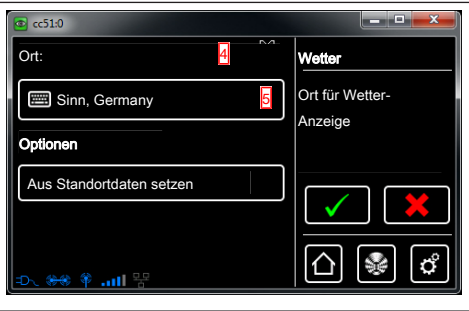 cc51:0
Ort:
4
Sinn, Germany
5
Optionen
Aus Standortdaten setzen
Wetter
Ort für Wetter-
Anzeige